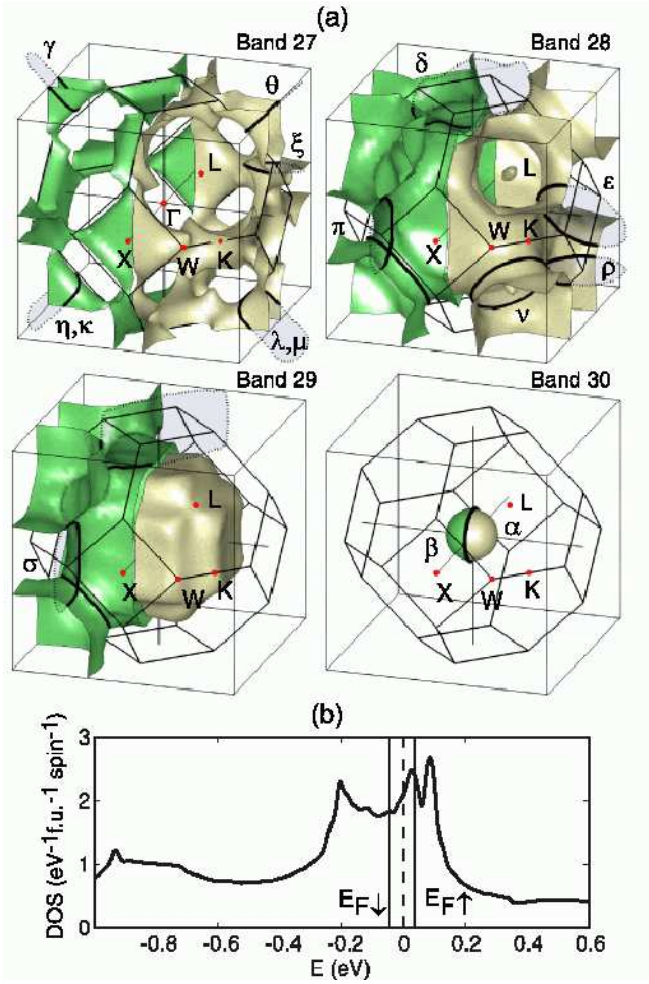 (a)
Band 27
Band 28
γ
θ
ξ
L
Γ
X
W
K
η,κ
λ,μ
δ
L
ε
π
W
X
K
ρ
ν
Band 29
Band 30
L
σ
X
W
K
L
α
β
X
W
K
(b)
DOS (eV⁻¹f.u.⁻¹ spin⁻¹)
3
2
1
0
E_F↓
E_F↑
-0.8 -0.6 -0.4 -0.2 0 0.2 0.4 0.6
E (eV)